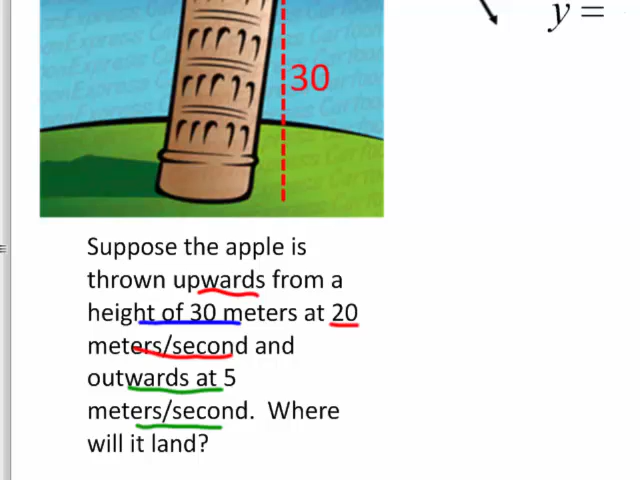 y =
30
Suppose the apple is
thrown upwards from a
height of 30 meters at 20
meters/second and
outwards at 5
meters/second.  Where
will it land?